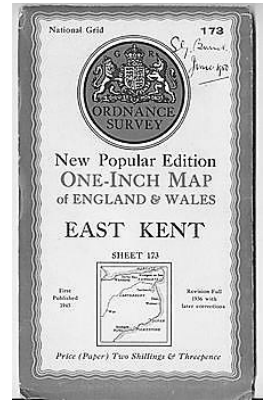 National Grid
173
G R
ORDNANCE
SURVEY
New Popular Edition
ONE-INCH MAP
of ENGLAND & WALES
EAST KENT
SHEET 173
CANTERBURY
First
Published
1945
Revision Full
1936 with
later corrections
Price (Paper) Two Shillings & Threepence